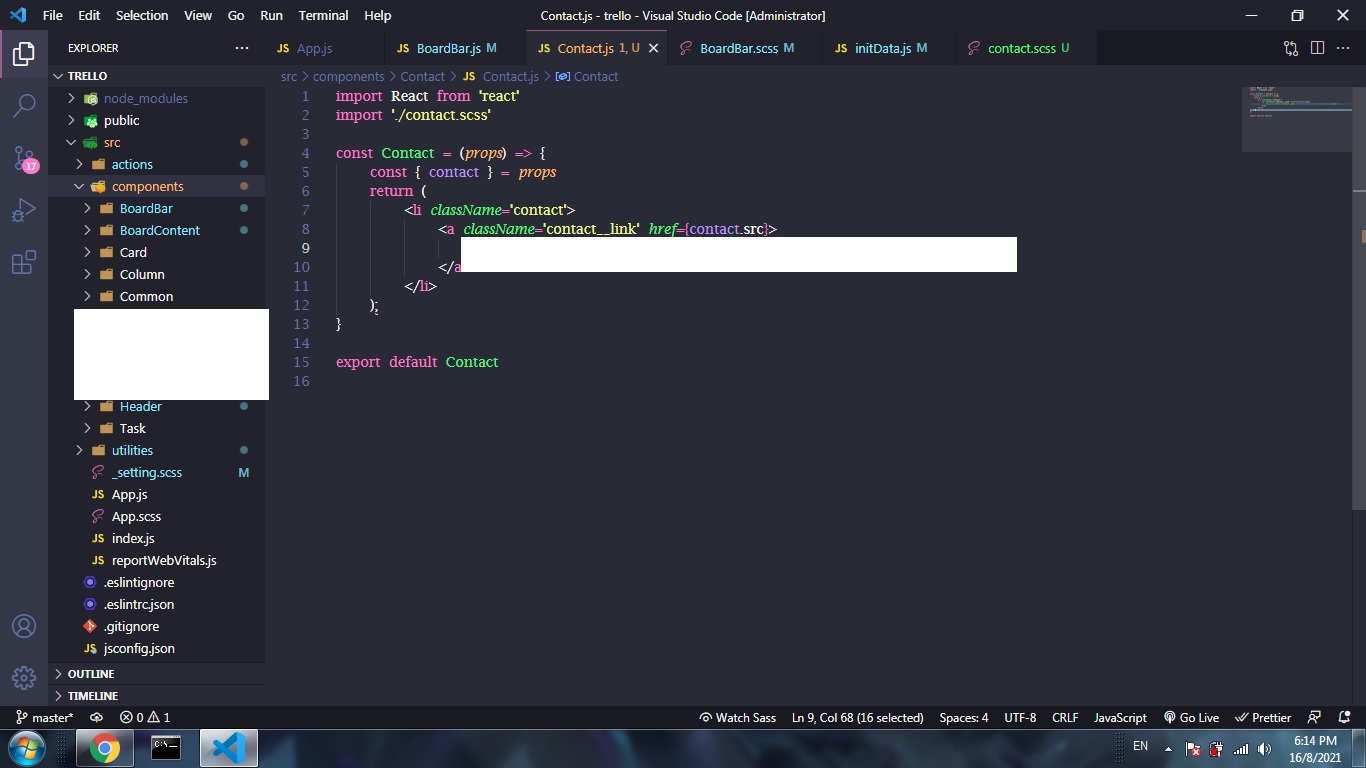 File Edit Selection View Go Run Terminal Help Contact.js - trello - Visual Studio Code [Administrator]
EXPLORER
JS App.js JS BoardBar.js M JS Contact.js 1, U BoardBar.scss M JS initData.js M contact.scss U
TRELLO
src > components > Contact > JS Contact.js > Contact
node_modules
public
src
actions
components
BoardBar
BoardContent
Card
Column
Common
Header
Task
utilities
_setting.scss M
JS App.js
App.scss
JS index.js
JS reportWebVitals.js
.eslintignore
.eslintrc.json
.gitignore
JS jsconfig.json
OUTLINE
TIMELINE
17
1 import React from 'react'
2 import './contact.scss'
3
4 const Contact = (props) => {
5 const { contact } = props
6 return (
7 <li className='contact'>
8 <a className='contact__link' href={contact.src}>
9
10 </a
11 </li>
12 );
13 }
14
15 export default Contact
16
master* 0 1 Watch Sass Ln 9, Col 68 (16 selected) Spaces: 4 UTF-8 CRLF JavaScript Go Live Prettier
C:\_
EN 6:14 PM
16/8/2021